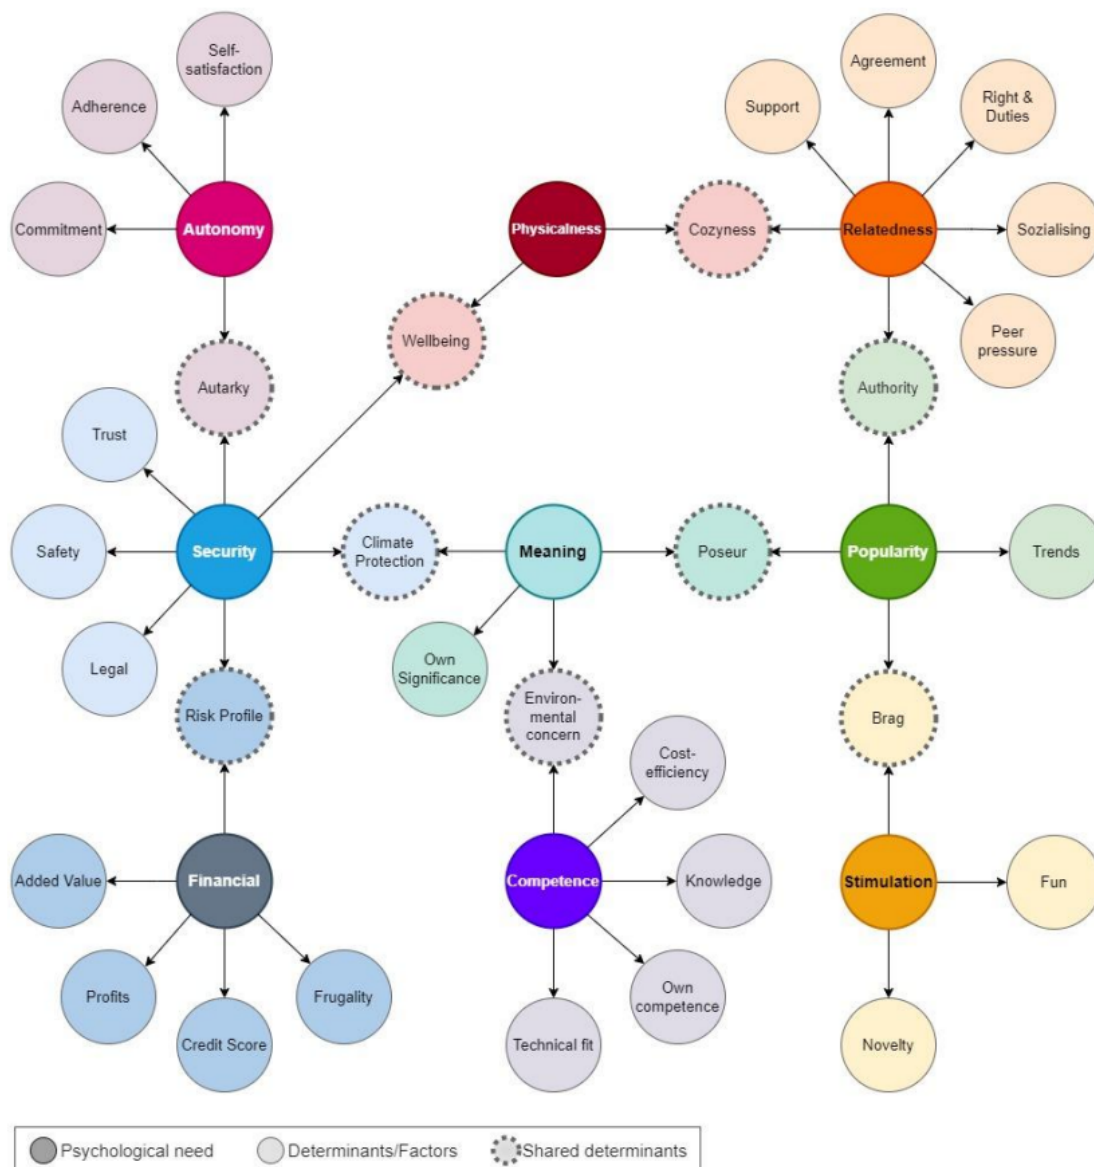 Self-
satisfaction
Agreement
Adherence
Support
Right &
Duties
Commitment
Autonomy
Physicalness
Cozyness
Relatedness
Sozialising
Wellbeing
Peer
pressure
Autarky
Authority
Trust
Safety
Security
Climate
Protection
Meaning
Poseur
Popularity
Trends
Legal
Own
Significance
Risk Profile
Environ-
mental
concern
Brag
Cost-
efficiency
Added Value
Financial
Competence
Knowledge
Stimulation
Fun
Profits
Frugality
Own
competence
Credit Score
Technical fit
Novelty
Psychological need
Determinants/Factors
Shared determinants